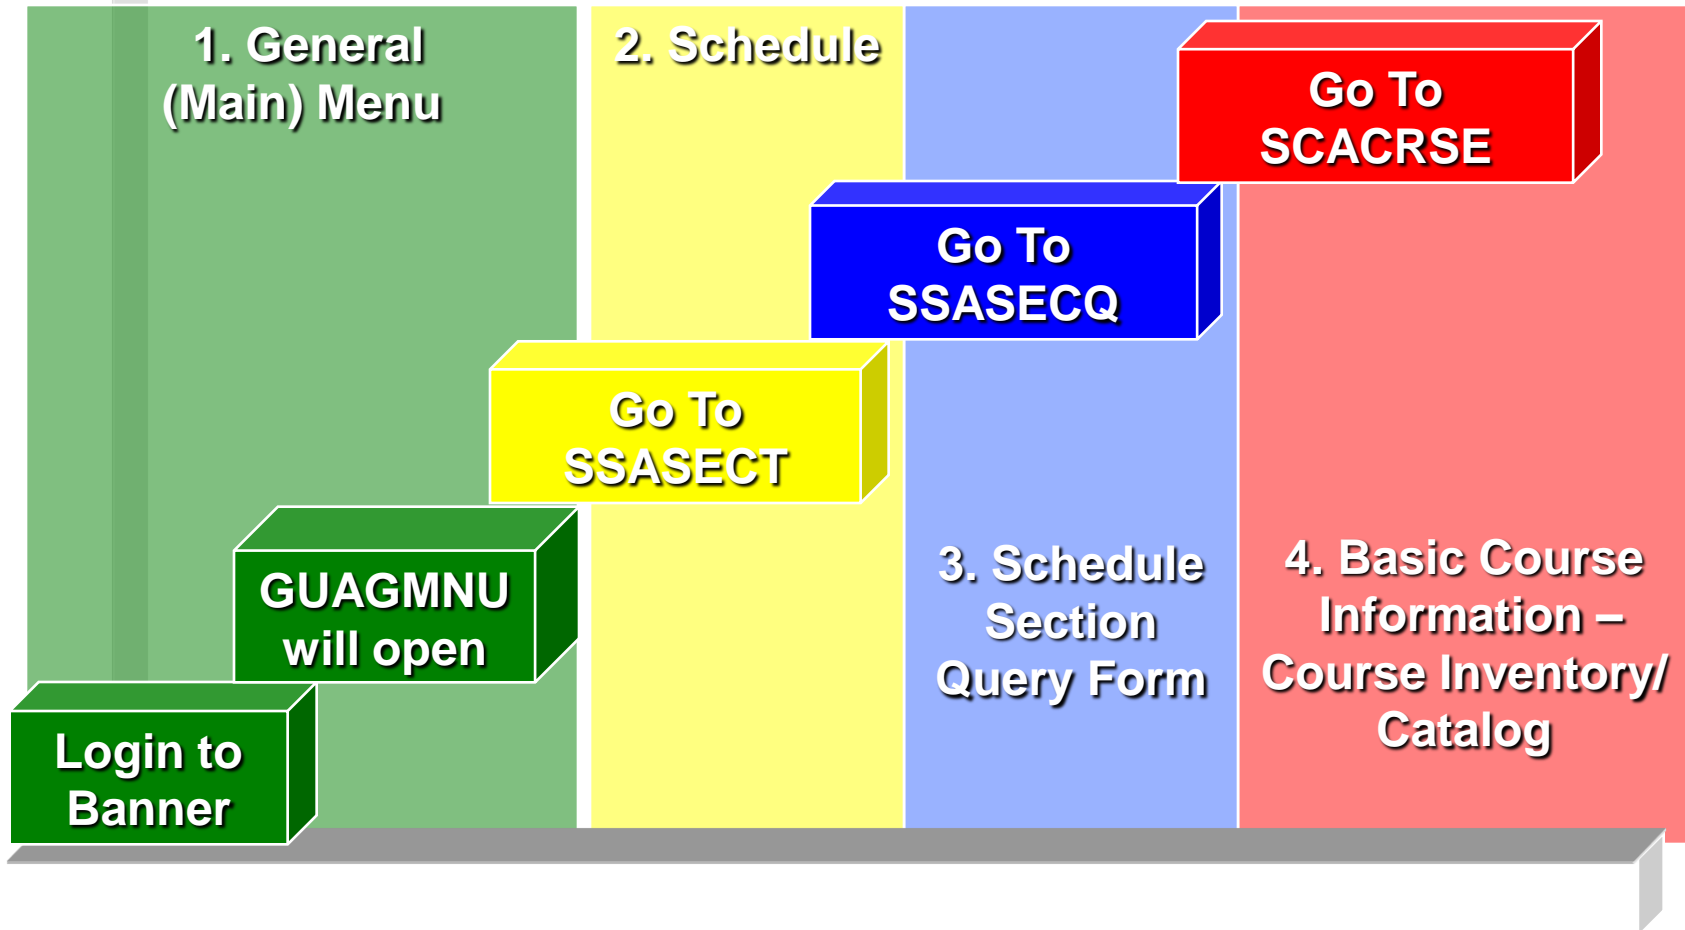 1. General
(Main) Menu
2. Schedule
Go To
SCACRSE
Go To
SSASECQ
Go To
SSASECT
GUAGMNU
will open
Login to
Banner
3. Schedule
Section
Query Form
4. Basic Course
Information –
Course Inventory/
Catalog